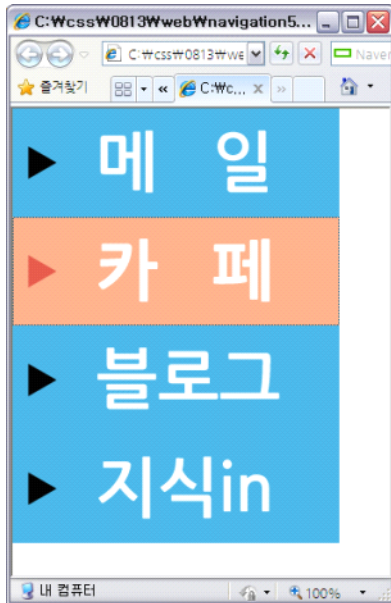 C:₩css₩0813₩web₩navigation5...
C:₩css₩0813₩we
Naver
즐겨찾기
«
C:₩c...
x
»
메 일
카 페
블로그
지식in
내 컴퓨터
100%